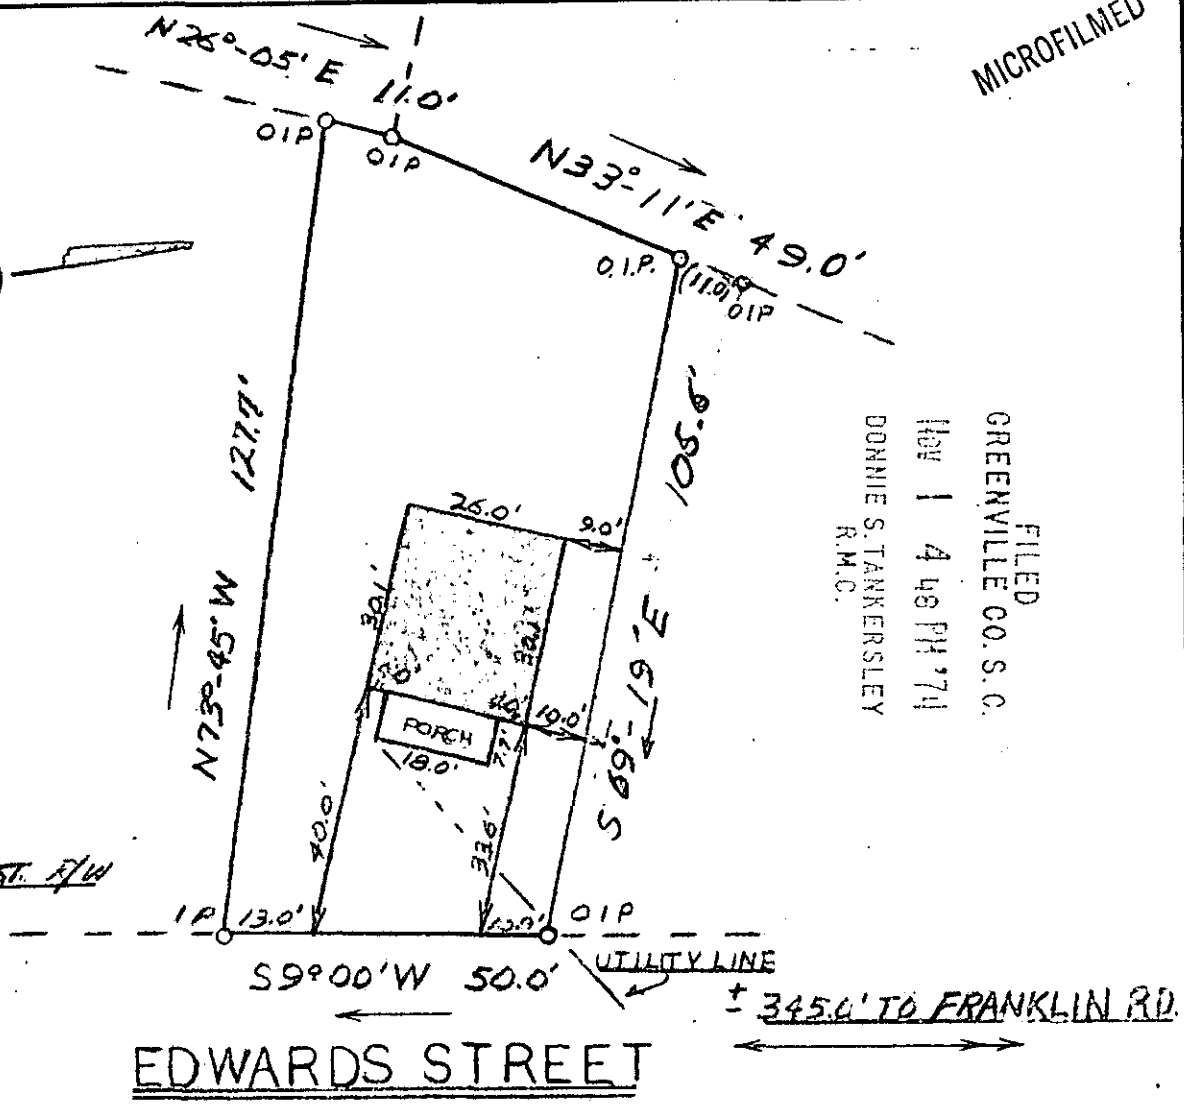 MICROFILMED
N26°-05'E 11.0'
OIP
OIP
N33°-11'E 49.0'
O.I.P.
(11.0)
OIP
127.7'
N73°-45'W
105.6'
S 69°-19'E
26.0'
9.0'
30.1'
30.1'
10.0'
PORCH
7.7'
18.0'
40.0'
33.6'
ST. R/W
IP
13.0'
OIP
S9°00'W 50.0'
UTILITY LINE
± 345.0' TO FRANKLIN RD.
EDWARDS STREET
FILED
GREENVILLE CO. S. C.
NOV 1 4 48 PM '74
DONNIE S. TANKERSLEY
R.M.C.